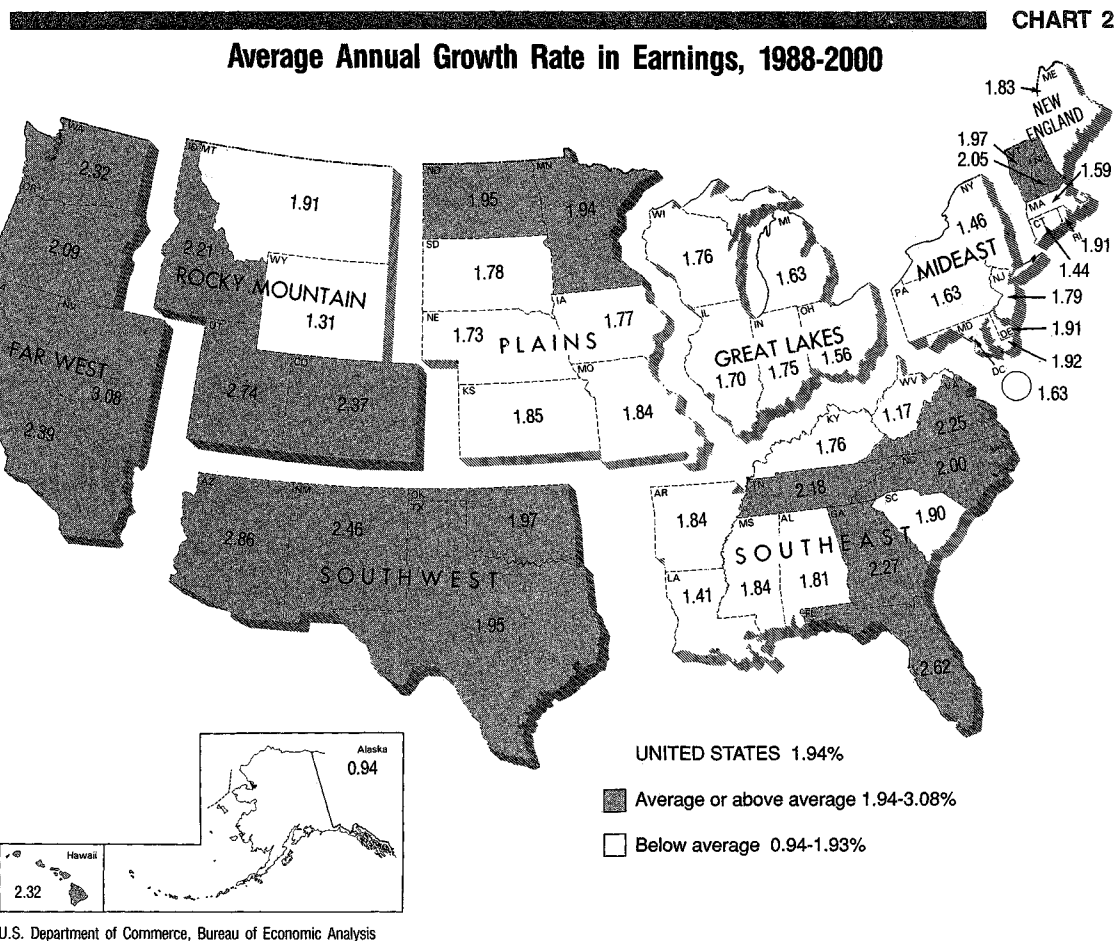 CHART 2
Average Annual Growth Rate in Earnings, 1988-2000
WA
2.32
2.09
NV
FAR WEST
3.08
2.39
ID
MT
1.91
2.21
WY
ROCKY MOUNTAIN
1.31
UT
CO
2.74
2.37
ND
1.95
MN
1.94
SD
1.78
NE
1.73
IA
1.77
PLAINS
KS
1.85
MO
1.84
WI
1.76
MI
1.63
IL
IN
OH
GREAT LAKES
1.70
1.75
1.56
ME
1.83
NEW
ENGLAND
1.97
2.05
VT
NH
1.59
MA
CT
RI
1.91
1.44
NY
1.46
MIDEAST
PA
1.63
NJ
1.79
MD
1.91
DE
1.92
DC
1.63
WV
1.17
KY
1.76
VA
2.25
2.00
TN
2.18
SC
1.90
AR
1.84
MS
AL
GA
SOUTHEAST
2.27
LA
1.41
1.84
1.81
FL
2.62
AZ
NM
OK
TX
2.86
2.46
1.97
SOUTHWEST
1.95
UNITED STATES 1.94%
Average or above average 1.94-3.08%
Below average 0.94-1.93%
Alaska
0.94
Hawaii
2.32
U.S. Department of Commerce, Bureau of Economic Analysis